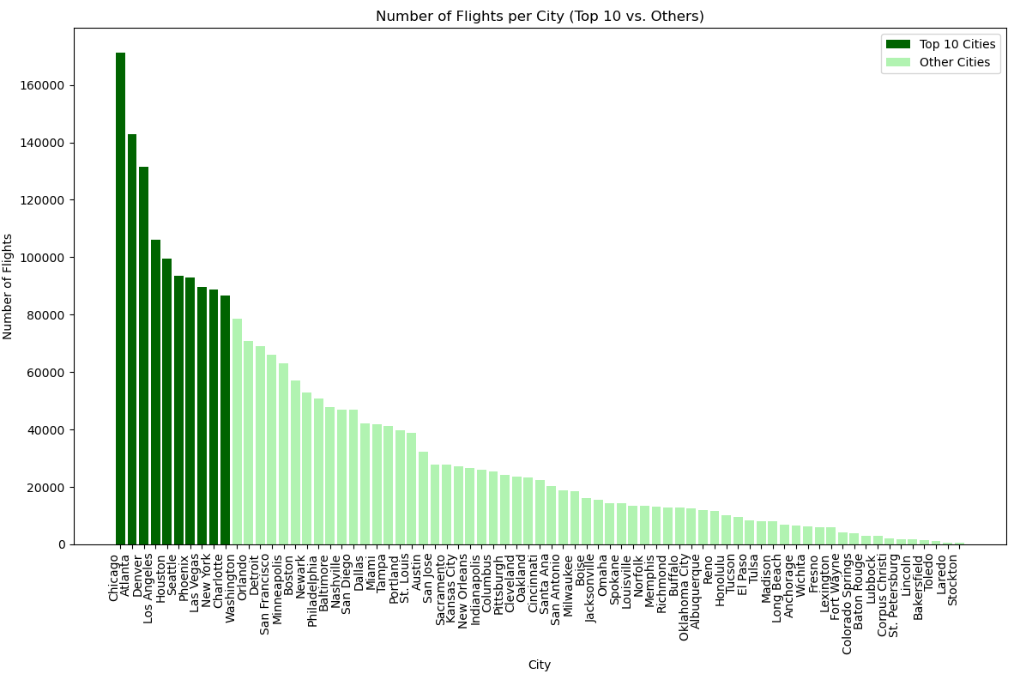 Number of Flights per City (Top 10 vs. Others)
Top 10 Cities
Other Cities
Number of Flights
160000
140000
120000
100000
80000
60000
40000
20000
0
Chicago
Atlanta
Denver
Los Angeles
Houston
Seattle
Phoenix
Las Vegas
New York
Charlotte
Washington
Orlando
Detroit
San Francisco
Minneapolis
Boston
Newark
Philadelphia
Baltimore
Nashville
San Diego
Dallas
Miami
Tampa
Portland
St. Louis
Austin
San Jose
Sacramento
Kansas City
New Orleans
Indianapolis
Columbus
Pittsburgh
Cleveland
Oakland
Cincinnati
Santa Ana
San Antonio
Milwaukee
Boise
Jacksonville
Omaha
Spokane
Louisville
Norfolk
Memphis
Richmond
Buffalo
Oklahoma City
Albuquerque
Reno
Honolulu
Tucson
El Paso
Tulsa
Madison
Long Beach
Anchorage
Wichita
Fresno
Lexington
Fort Wayne
Colorado Springs
Baton Rouge
Lubbock
Corpus Christi
St. Petersburg
Lincoln
Bakersfield
Toledo
Laredo
Stockton
City